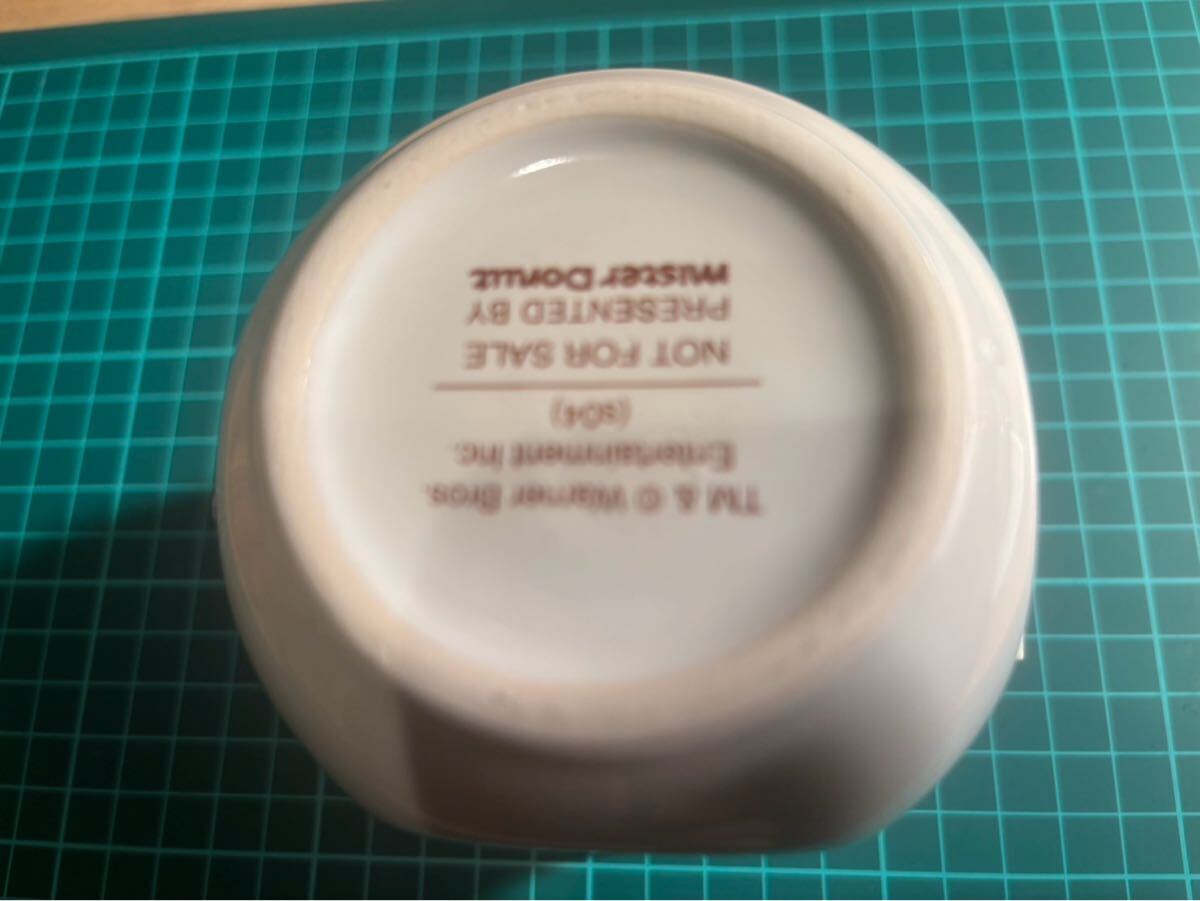 TM & © Warner Bros.
Entertainment Inc.
(s04)
NOT FOR SALE
PRESENTED BY
mister Donut